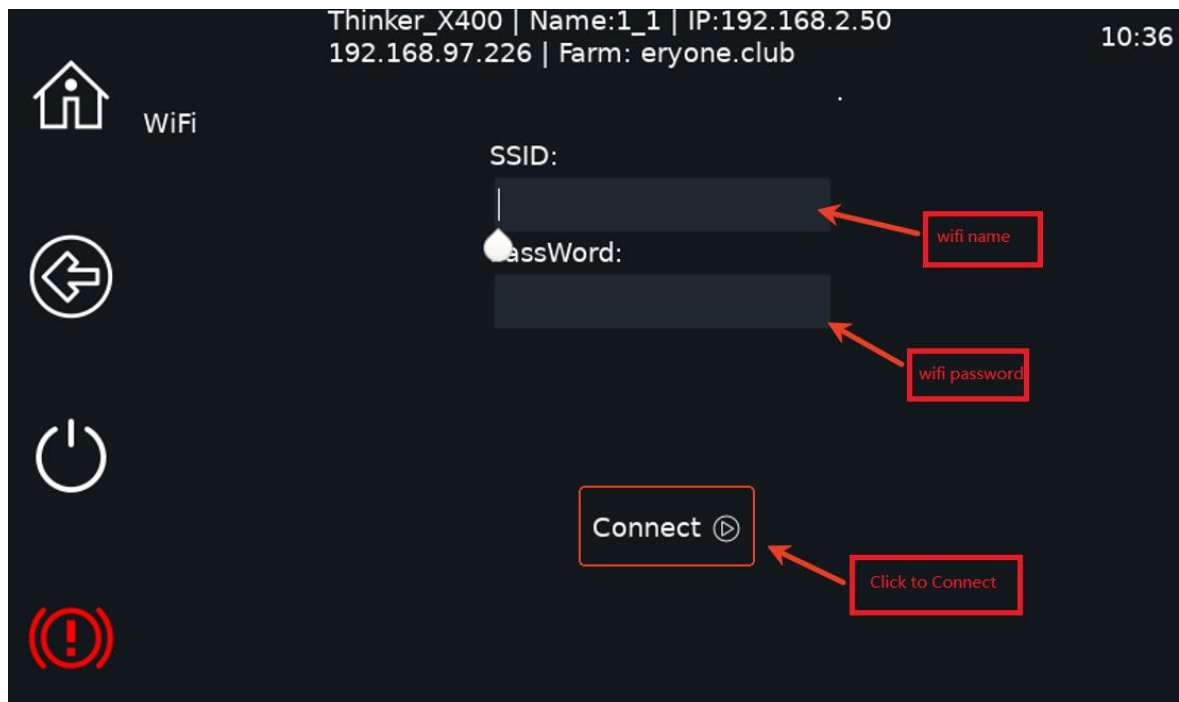 Thinker_X400 | Name:1_1 | IP:192.168.2.50
192.168.97.226 | Farm: eryone.club
10:36
WiFi
SSID:
wifi name
assWord:
wifi password
Connect
Click to Connect